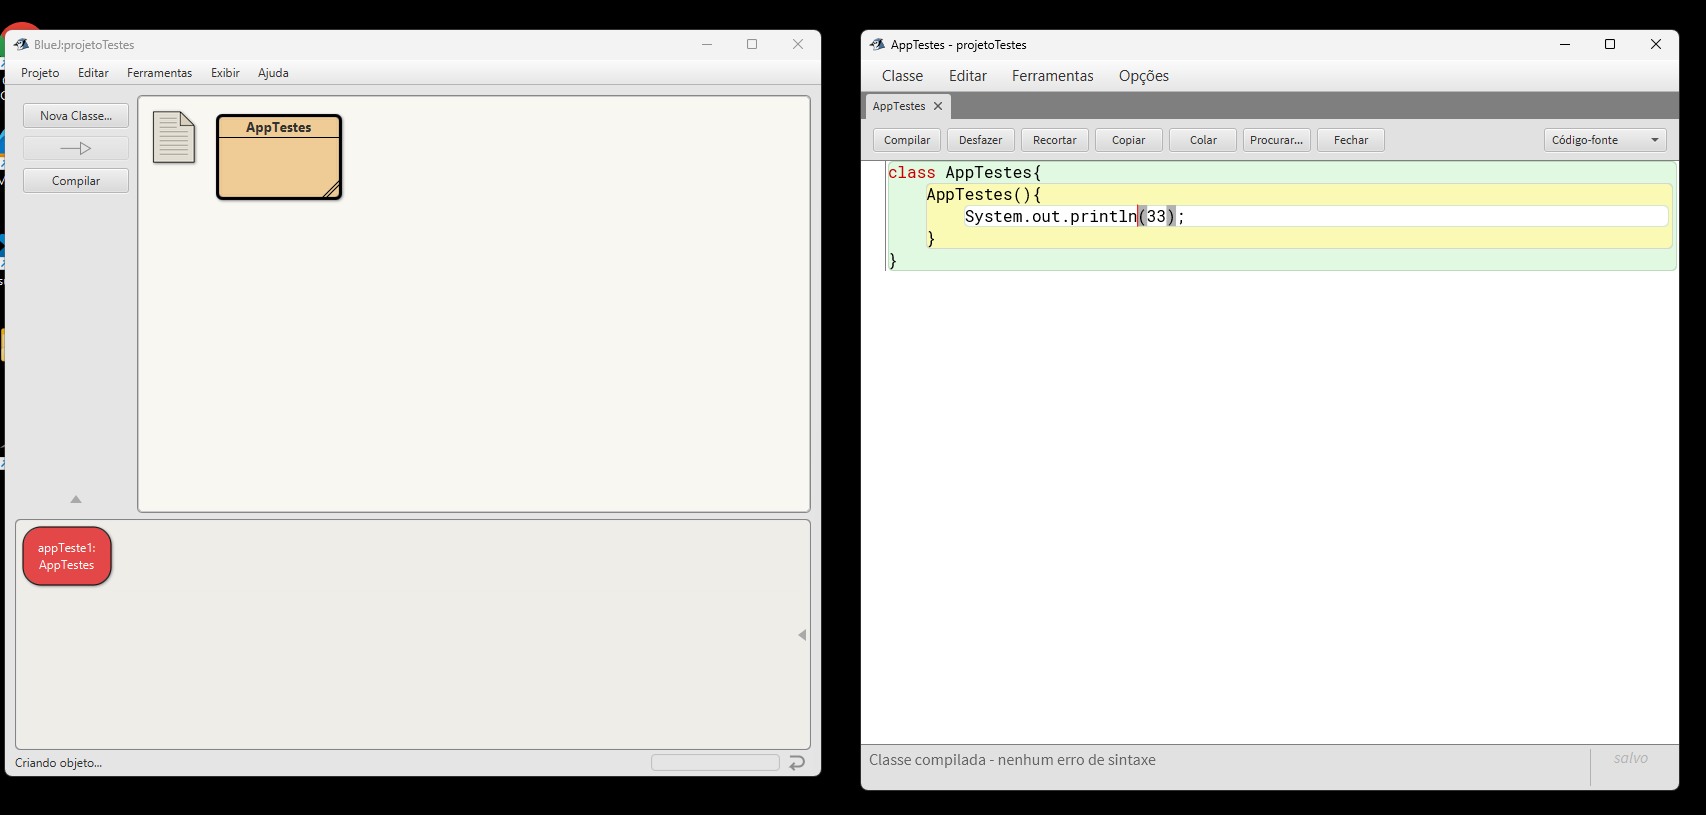 BlueJ:projetoTestes
Projeto Editar Ferramentas Exibir Ajuda
Nova Classe...
Compilar
AppTestes
appTeste1:
AppTestes
Criando objeto...
AppTestes - projetoTestes
Classe Editar Ferramentas Opções
AppTestes
Compilar Desfazer Recortar Copiar Colar Procurar... Fechar Código-fonte
class AppTestes{
AppTestes(){
System.out.println(33);
}
}
Classe compilada - nenhum erro de sintaxe
salvo